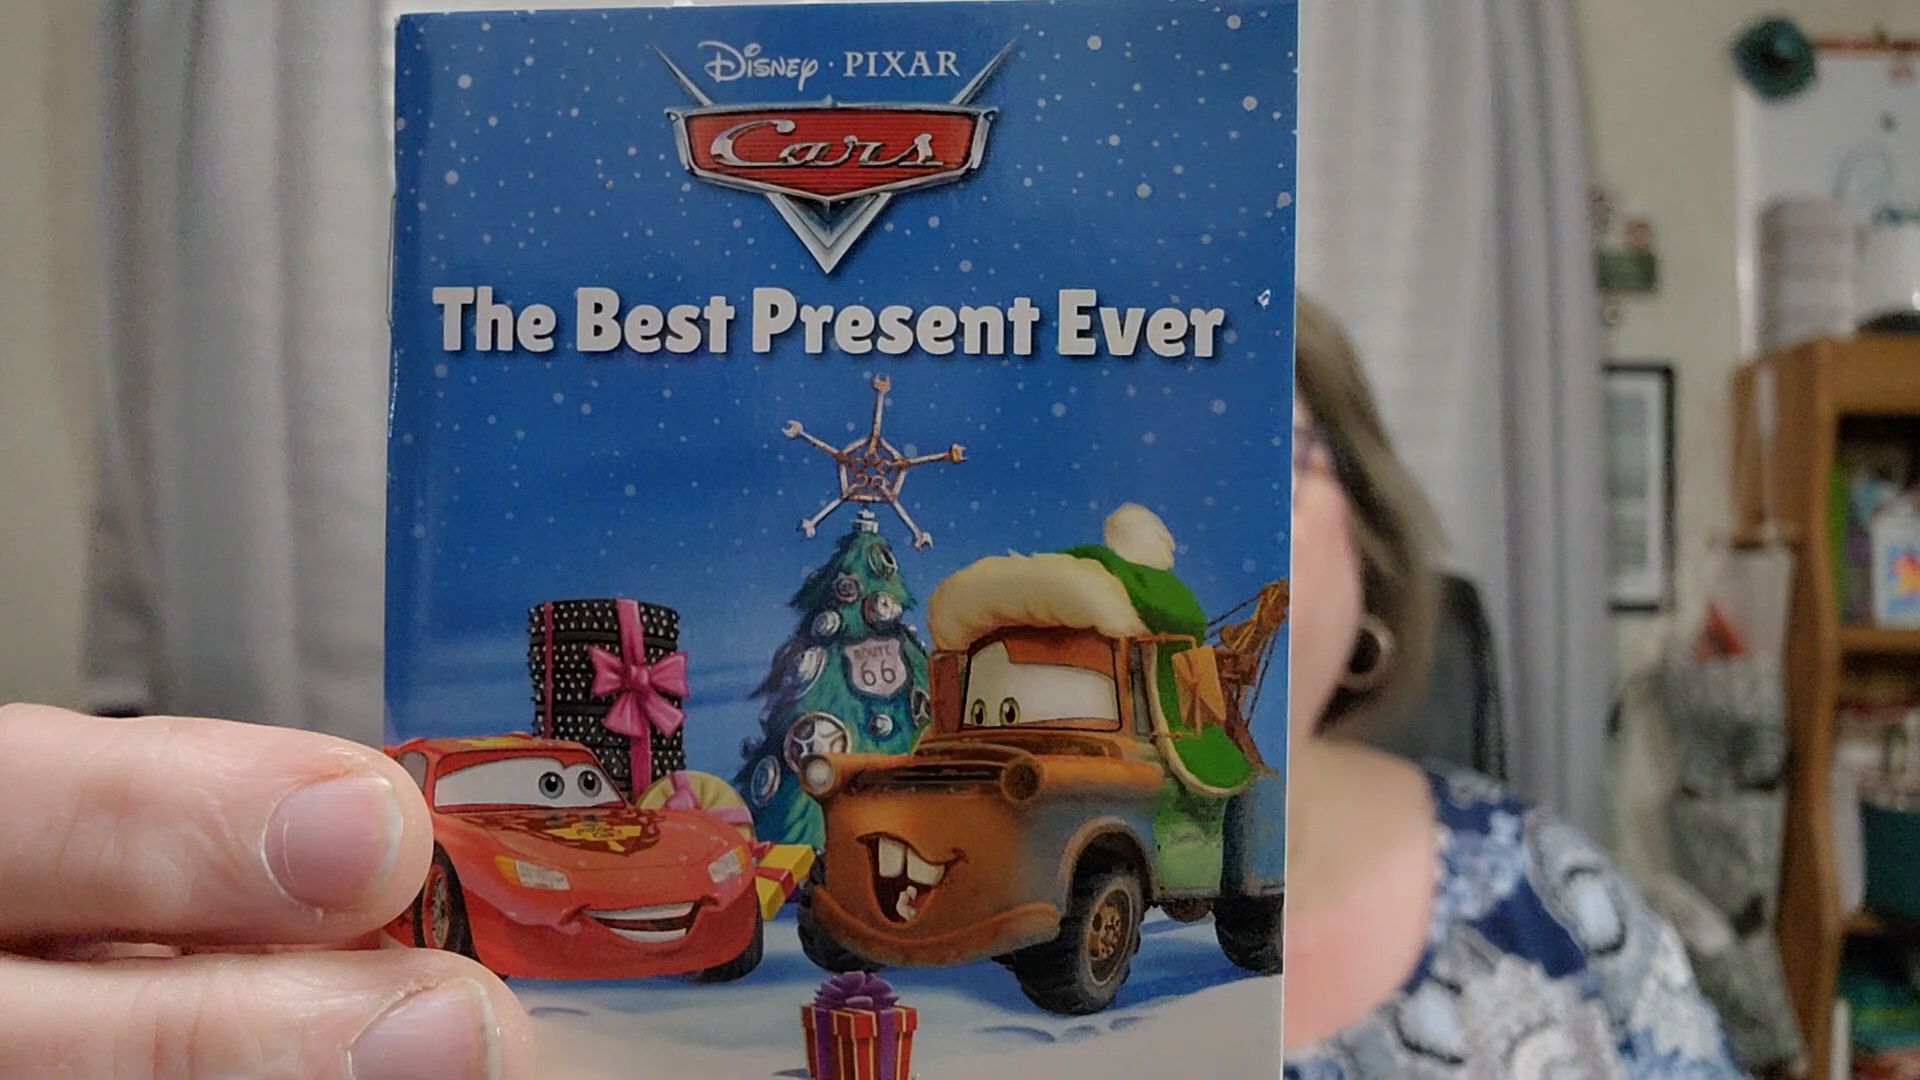 Disney · PIXAR
Cars
The Best Present Ever
ROUTE
66